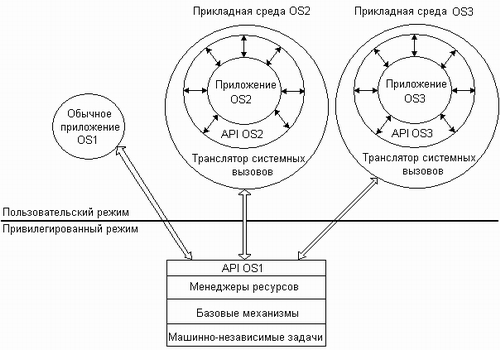 Прикладная среда OS2
Прикладная среда OS3
Обычное
приложение
OS1
Приложение
OS2
API OS2
Транслятор системных
вызовов
Приложение
OS3
API OS3
Транслятор системных
вызовов
Пользовательский режим
Привилегированный режим
API OS1
Менеджеры ресурсов
Базовые механизмы
Машинно-независимые задачи